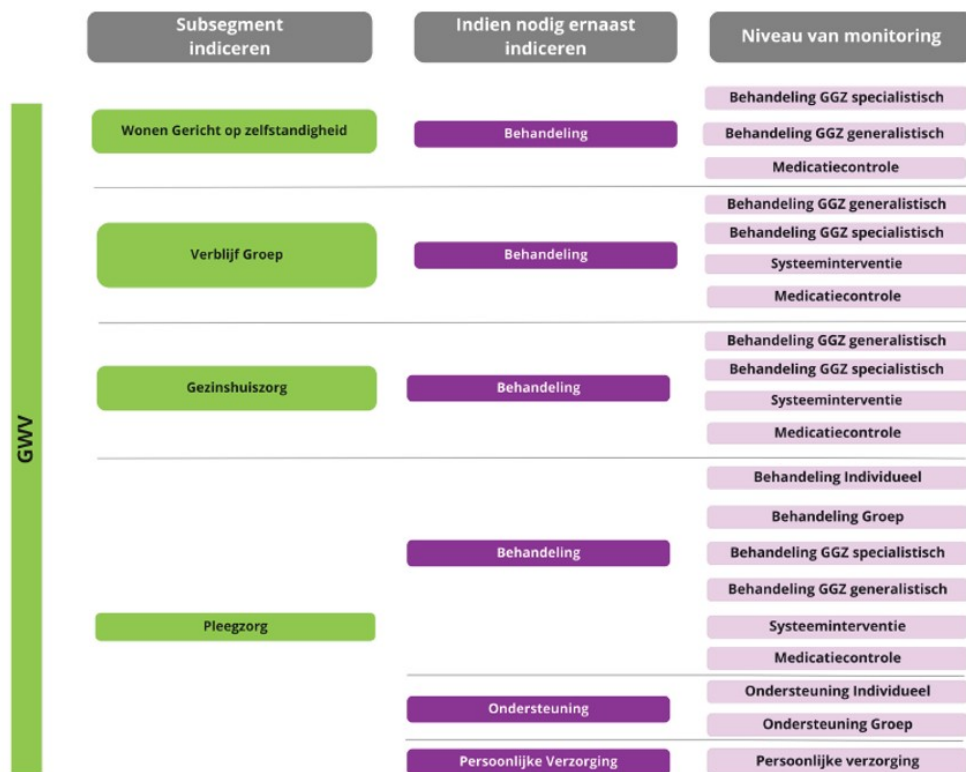 Subsegment
indiceren
Indien nodig ernaast
indiceren
Niveau van monitoring
GWV
Wonen Gericht op zelfstandigheid
Behandeling
Behandeling GGZ specialistisch
Behandeling GGZ generalistisch
Medicatiecontrole
Verblijf Groep
Behandeling
Behandeling GGZ generalistisch
Behandeling GGZ specialistisch
Systeeminterventie
Medicatiecontrole
Gezinshuiszorg
Behandeling
Behandeling GGZ generalistisch
Behandeling GGZ specialistisch
Systeeminterventie
Medicatiecontrole
Pleegzorg
Behandeling
Behandeling Individueel
Behandeling Groep
Behandeling GGZ specialistisch
Behandeling GGZ generalistisch
Systeeminterventie
Medicatiecontrole
Ondersteuning
Ondersteuning Individueel
Ondersteuning Groep
Persoonlijke Verzorging
Persoonlijke verzorging